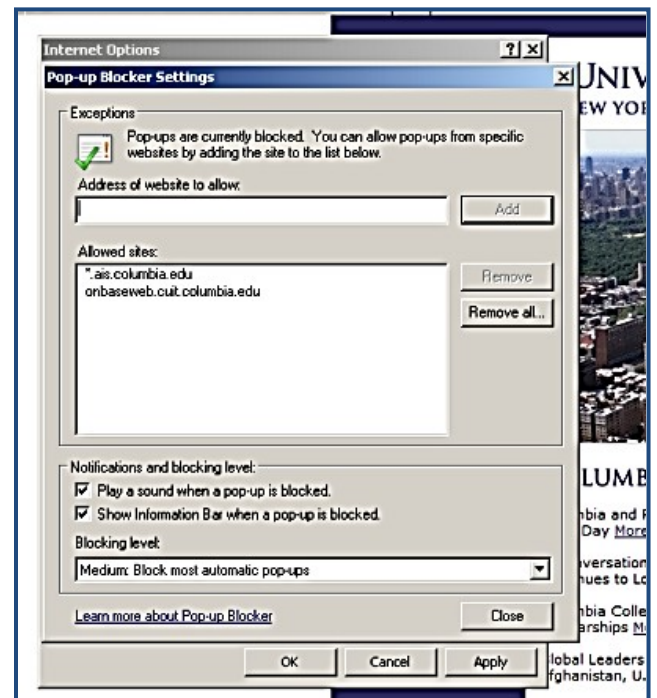 Internet Options
Pop-up Blocker Settings
Exceptions
Pop-ups are currently blocked. You can allow pop-ups from specific
websites by adding the site to the list below.
Address of website to allow:
Add
Allowed sites:
*.ais.columbia.edu
onbaseweb.cuit.columbia.edu
Remove
Remove all...
Notifications and blocking level:
Play a sound when a pop-up is blocked.
Show Information Bar when a pop-up is blocked.
Blocking level:
Medium: Block most automatic pop-ups
Learn more about Pop-up Blocker
Close
OK
Cancel
Apply
UNIV
EW YOR
LUMB
Day More